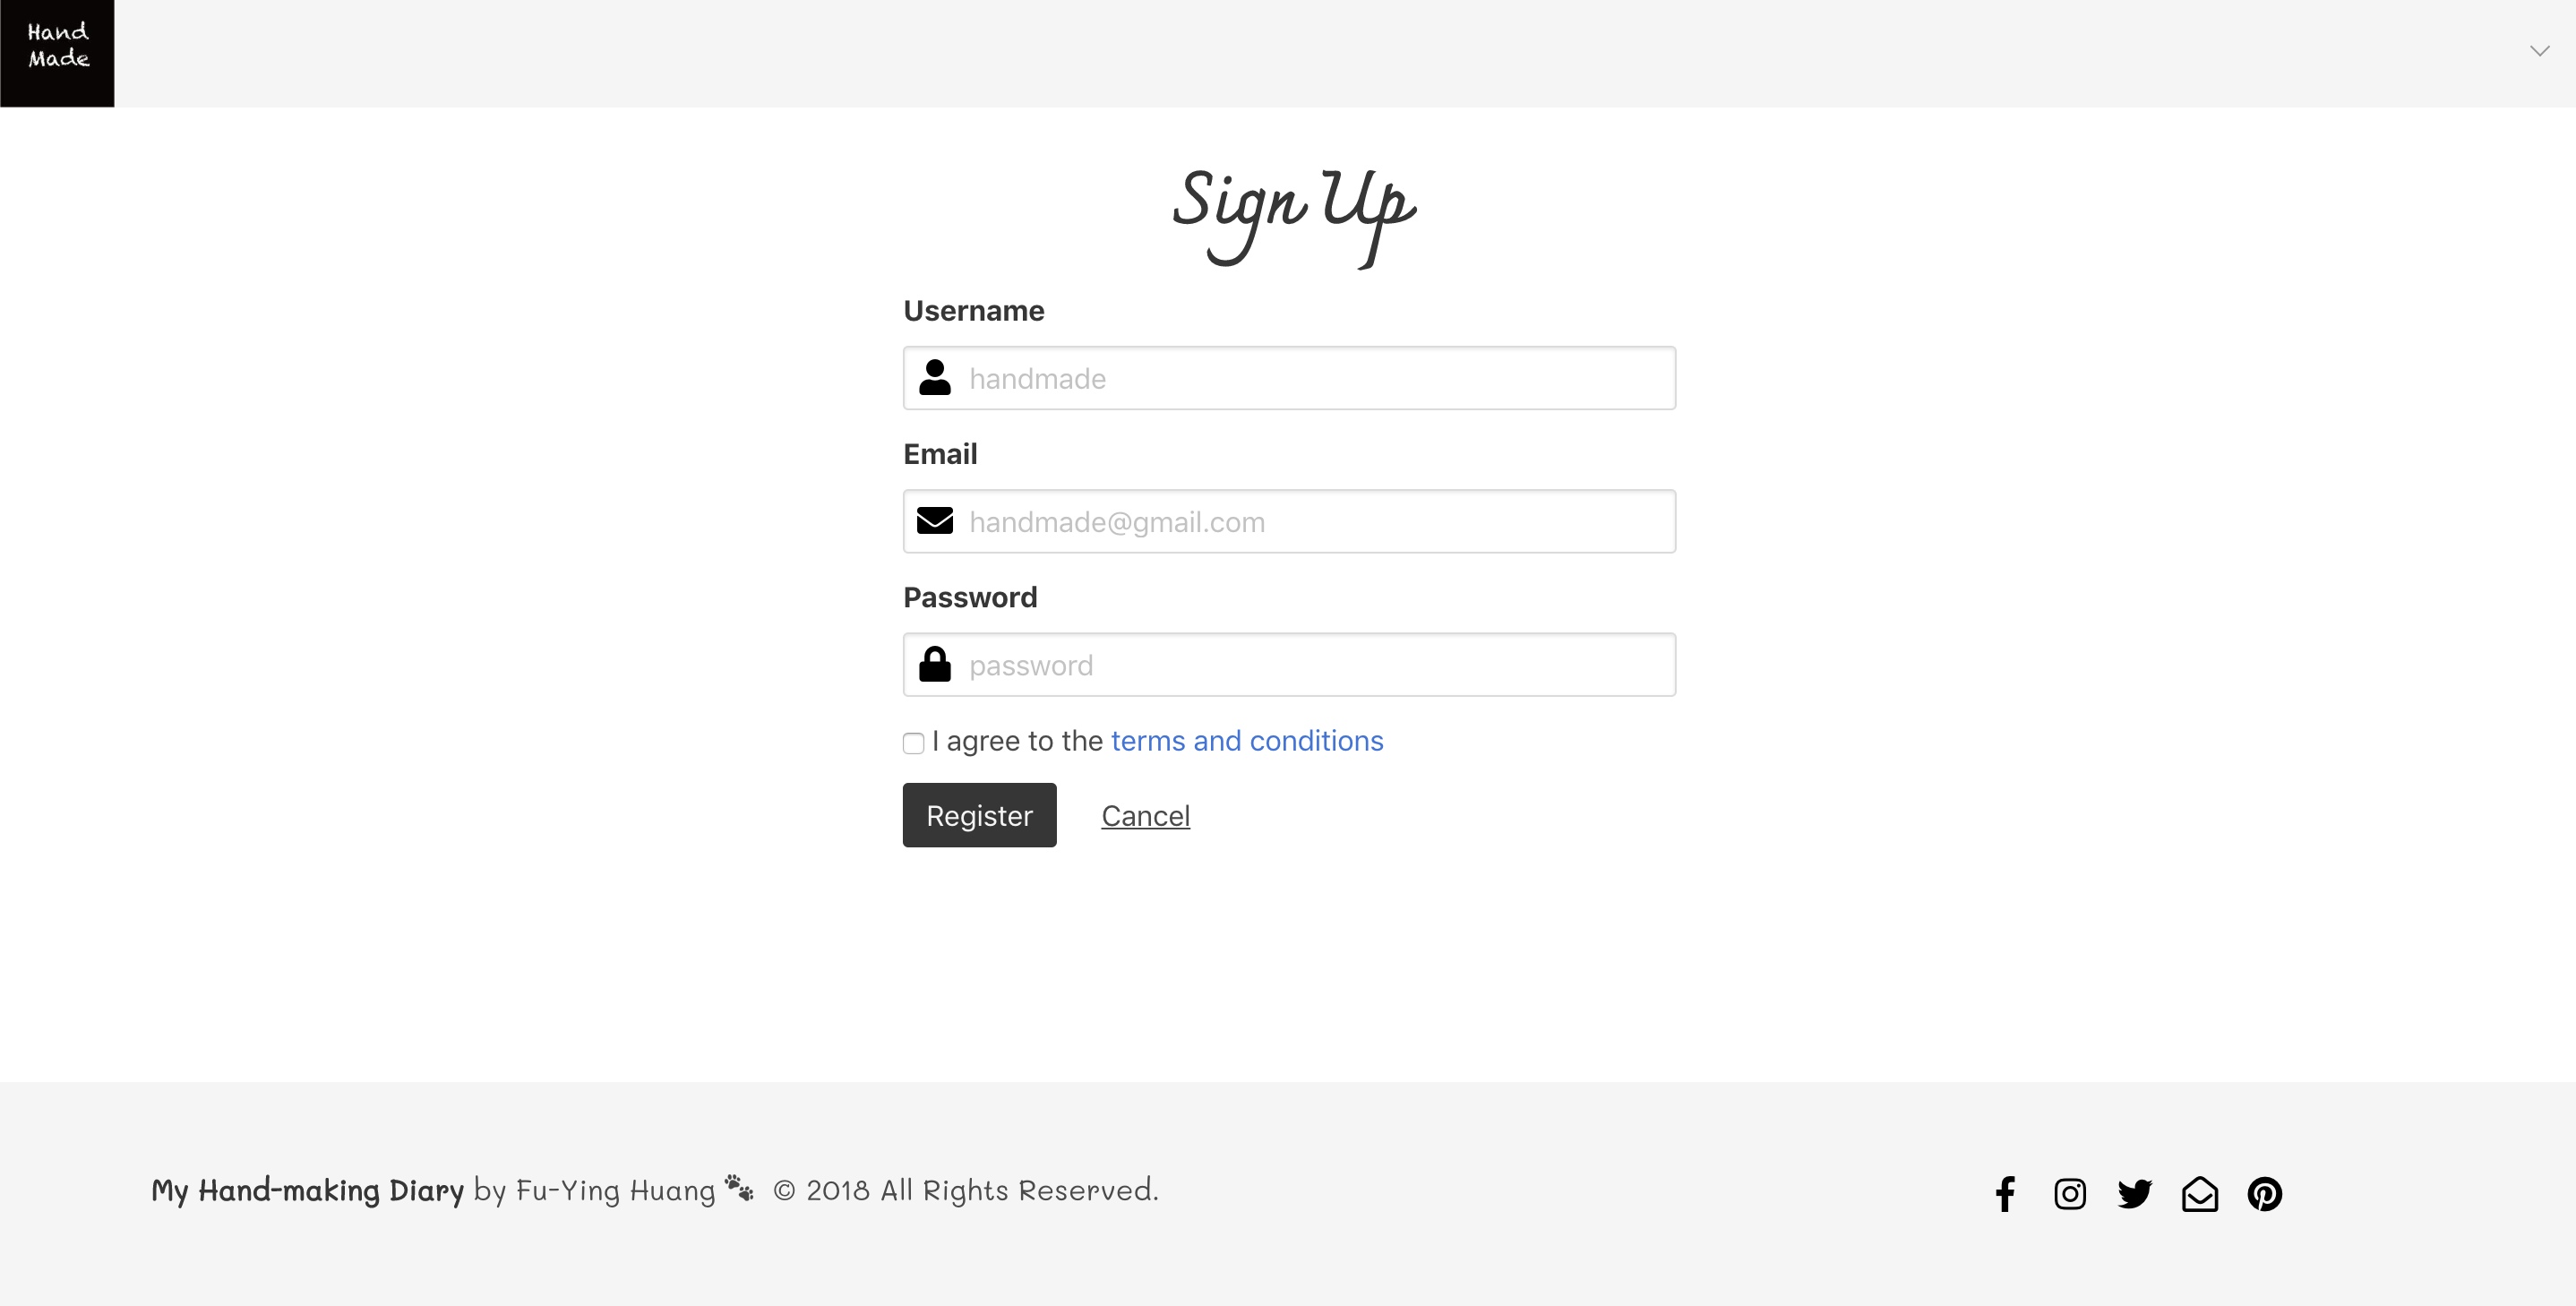 Hand
Made
Sign Up
Username
handmade
Email
handmade@gmail.com
Password
password
I agree to the terms and conditions
Register Cancel
My Hand-making Diary by Fu-Ying Huang © 2018 All Rights Reserved.